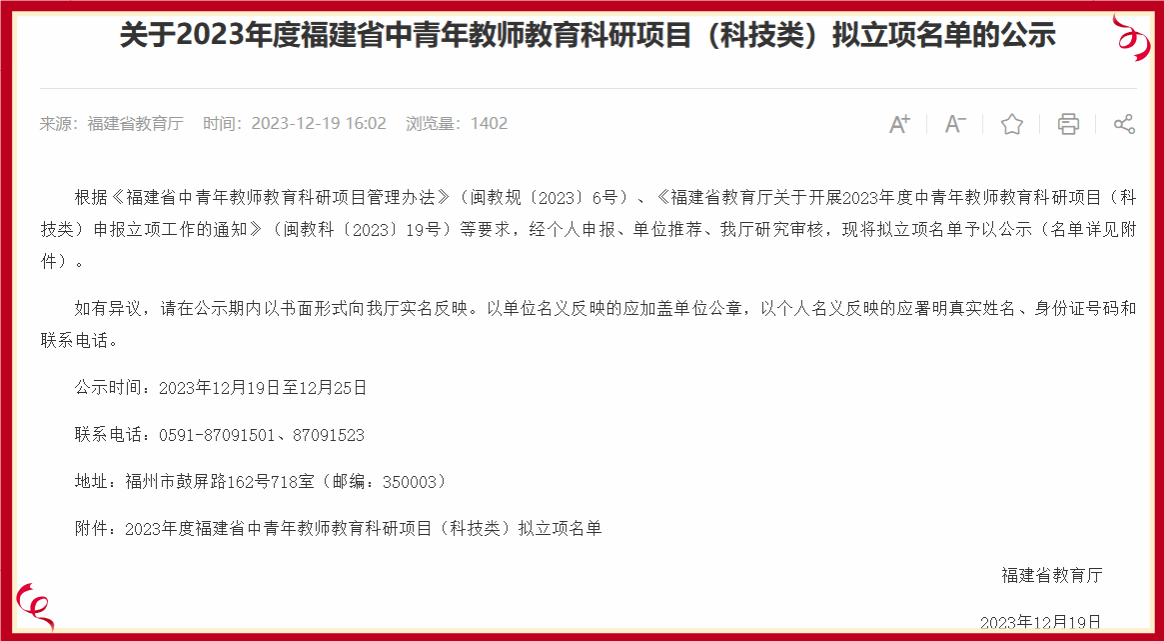 关于2023年度福建省中青年教师教育科研项目（科技类）拟立项名单的公示
来源：福建省教育厅 时间：2023-12-19 16:02 浏览量：1402
A+ A−
根据《福建省中青年教师教育科研项目管理办法》（闽教规〔2023〕6号）、《福建省教育厅关于开展2023年度中青年教师教育科研项目（科
技类）申报立项工作的通知》（闽教科〔2023〕19号）等要求，经个人申报、单位推荐、我厅研究审核，现将拟立项名单予以公示（名单详见附
件）。
如有异议，请在公示期内以书面形式向我厅实名反映。以单位名义反映的应加盖单位公章，以个人名义反映的应署明真实姓名、身份证号码和
联系电话。
公示时间：2023年12月19日至12月25日
联系电话：0591-87091501、87091523
地址：福州市鼓屏路162号718室（邮编：350003）
附件：2023年度福建省中青年教师教育科研项目（科技类）拟立项名单
福建省教育厅
2023年12月19日